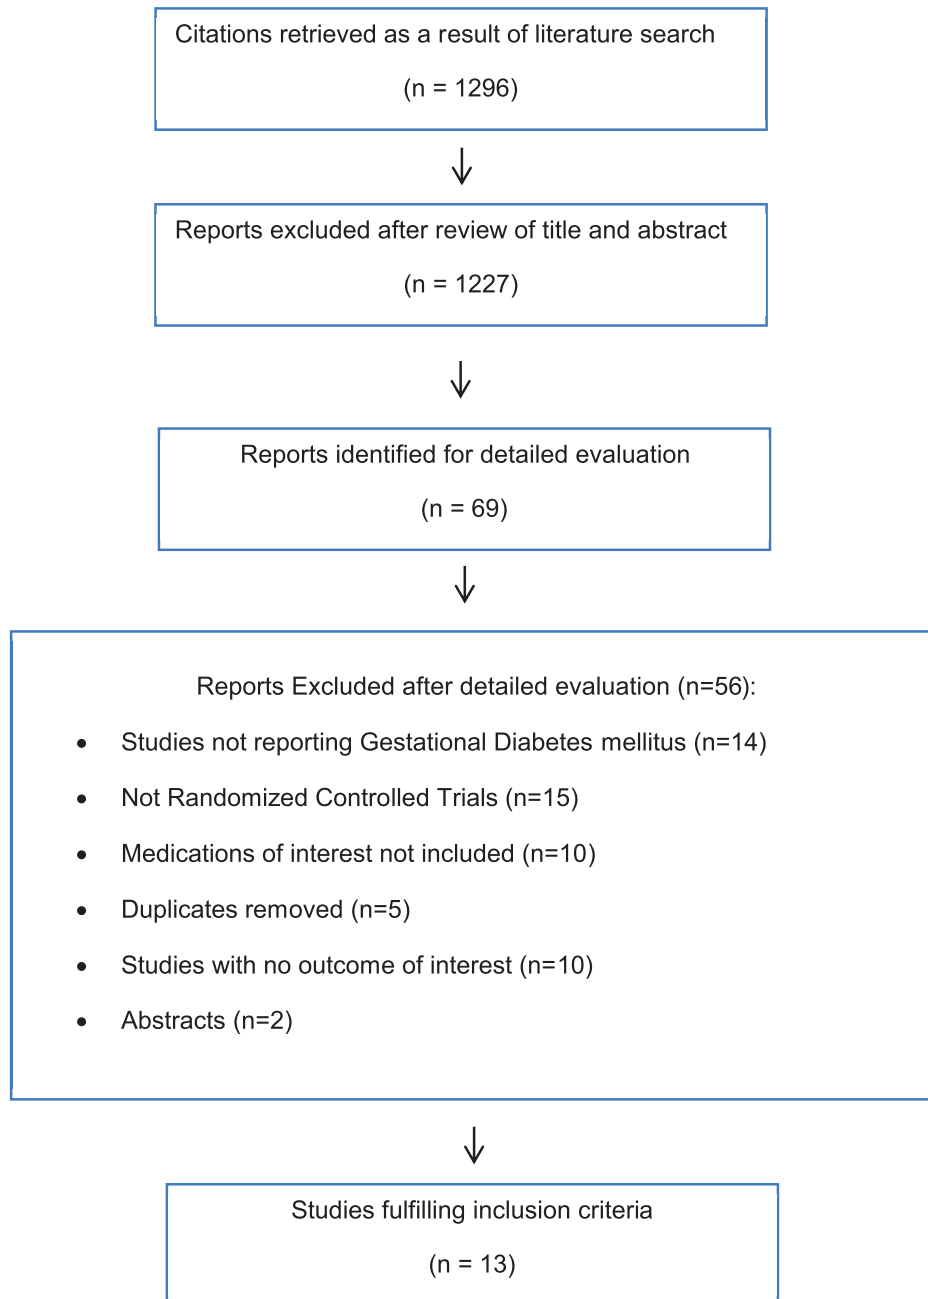 Citations retrieved as a result of literature search
(n = 1296)
Reports excluded after review of title and abstract
(n = 1227)
Reports identified for detailed evaluation
(n = 69)
Reports Excluded after detailed evaluation (n=56):
• Studies not reporting Gestational Diabetes mellitus (n=14)
• Not Randomized Controlled Trials (n=15)
• Medications of interest not included (n=10)
• Duplicates removed (n=5)
• Studies with no outcome of interest (n=10)
• Abstracts (n=2)
Studies fulfilling inclusion criteria
(n = 13)